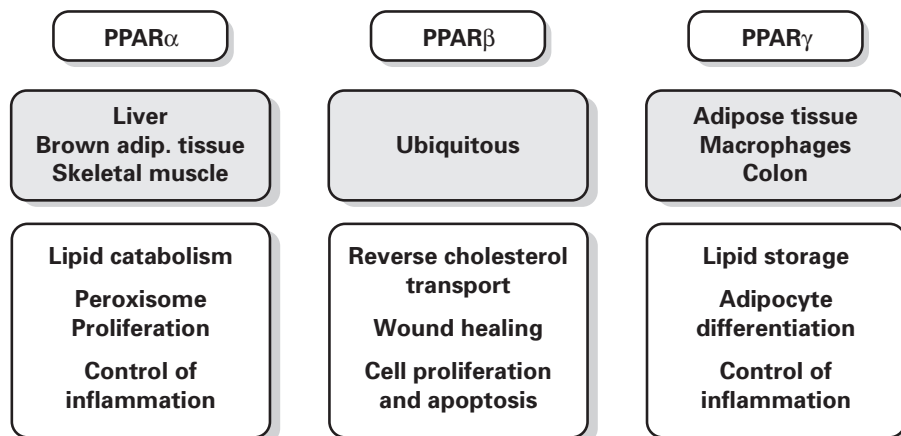 PPARα
PPARβ
PPARγ
Liver
Brown adip. tissue
Skeletal muscle
Ubiquitous
Adipose tissue
Macrophages
Colon
Lipid catabolism
Peroxisome
Proliferation
Control of
inflammation
Reverse cholesterol
transport
Wound healing
Cell proliferation
and apoptosis
Lipid storage
Adipocyte
differentiation
Control of
inflammation